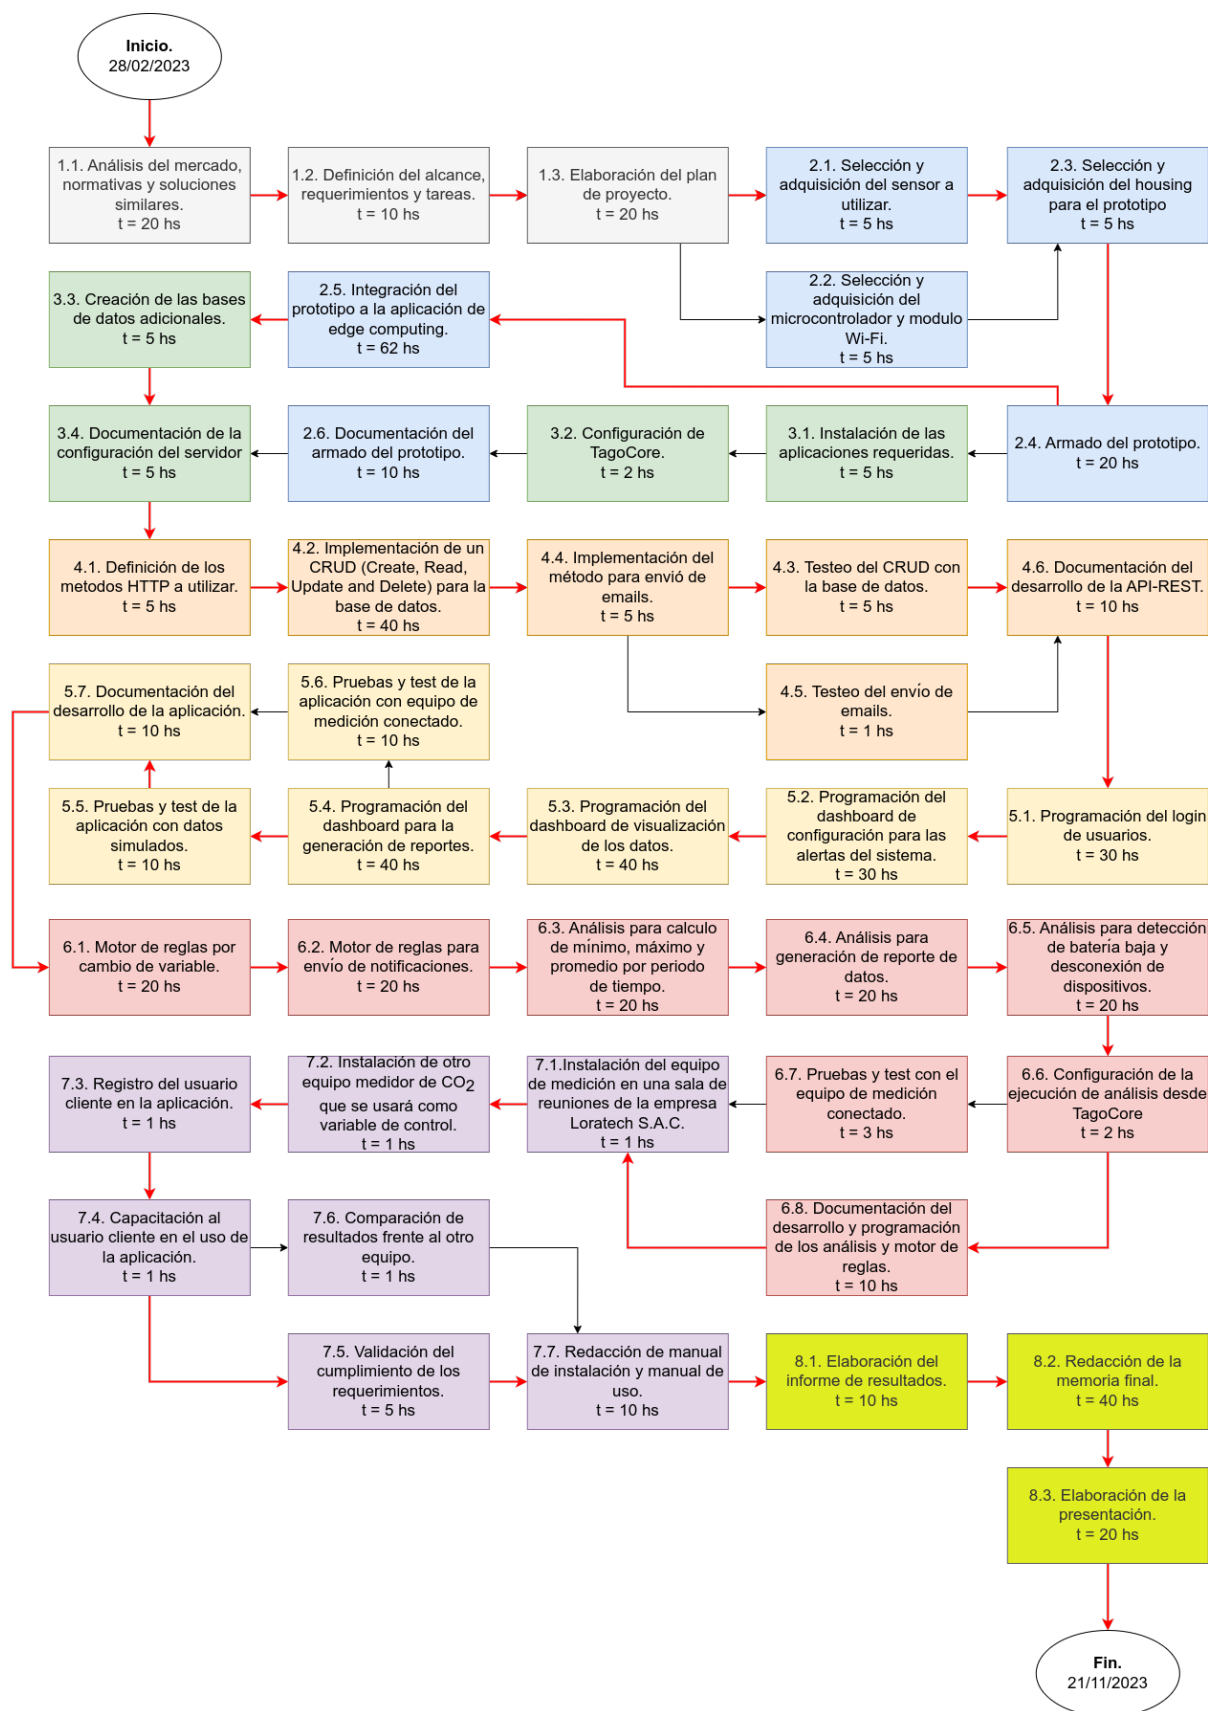 Inicio.
28/02/2023
1.1. Análisis del mercado,
normativas y soluciones
similares.
t = 20 hs
1.2. Definición del alcance,
requerimientos y tareas.
t = 10 hs
1.3. Elaboración del plan
de proyecto.
t = 20 hs
2.1. Selección y
adquisición del sensor a
utilizar.
t = 5 hs
2.3. Selección y
adquisición del housing
para el prototipo
t = 5 hs
3.3. Creación de las bases
de datos adicionales.
t = 5 hs
2.5. Integración del
prototipo a la aplicación de
edge computing.
t = 62 hs
2.2. Selección y
adquisición del
microcontrolador y modulo
Wi-Fi.
t = 5 hs
3.4. Documentación de la
configuración del servidor
t = 5 hs
2.6. Documentación del
armado del prototipo.
t = 10 hs
3.2. Configuración de
TagoCore.
t = 2 hs
3.1. Instalación de las
aplicaciones requeridas.
t = 5 hs
2.4. Armado del prototipo.
t = 20 hs
4.1. Definición de los
metodos HTTP a utilizar.
t = 5 hs
4.2. Implementación de un
CRUD (Create, Read,
Update and Delete) para la
base de datos.
t = 40 hs
4.4. Implementación del
método para envió de
emails.
t = 5 hs
4.3. Testeo del CRUD con
la base de datos.
t = 5 hs
4.6. Documentación del
desarrollo de la API-REST.
t = 10 hs
5.7. Documentación del
desarrollo de la aplicación.
t = 10 hs
5.6. Pruebas y test de la
aplicación con equipo de
medición conectado.
t = 10 hs
4.5. Testeo del envío de
emails.
t = 1 hs
5.5. Pruebas y test de la
aplicación con datos
simulados.
t = 10 hs
5.4. Programación del
dashboard para la
generación de reportes.
t = 40 hs
5.3. Programación del
dashboard de visualización
de los datos.
t = 40 hs
5.2. Programación del
dashboard de
configuración para las
alertas del sistema.
t = 30 hs
5.1. Programación del login
de usuarios.
t = 30 hs
6.1. Motor de reglas por
cambio de variable.
t = 20 hs
6.2. Motor de reglas para
envío de notificaciones.
t = 20 hs
6.3. Análisis para calculo
de mínimo, máximo y
promedio por periodo
de tiempo.
t = 20 hs
6.4. Análisis para
generación de reporte de
datos.
t = 20 hs
6.5. Análisis para detección
de batería baja y
desconexión de
dispositivos.
t = 20 hs
7.3. Registro del usuario
cliente en la aplicación.
t = 1 hs
7.2. Instalación de otro
equipo medidor de CO2
que se usará como
variable de control.
t = 1 hs
7.1.Instalación del equipo
de medición en una sala de
reuniones de la empresa
Loratech S.A.C.
t = 1 hs
6.7. Pruebas y test con el
equipo de medición
conectado.
t = 3 hs
6.6. Configuración de la
ejecución de análisis desde
TagoCore
t = 2 hs
7.4. Capacitación al
usuario cliente en el uso de
la aplicación.
t = 1 hs
7.6. Comparación de
resultados frente al otro
equipo.
t = 1 hs
6.8. Documentación del
desarrollo y programación
de los análisis y motor de
reglas.
t = 10 hs
7.5. Validación del
cumplimiento de los
requerimientos.
t = 5 hs
7.7. Redacción de manual
de instalación y manual de
uso.
t = 10 hs
8.1. Elaboración del
informe de resultados.
t = 10 hs
8.2. Redacción de la
memoria final.
t = 40 hs
8.3. Elaboración de la
presentación.
t = 20 hs
Fin.
21/11/2023